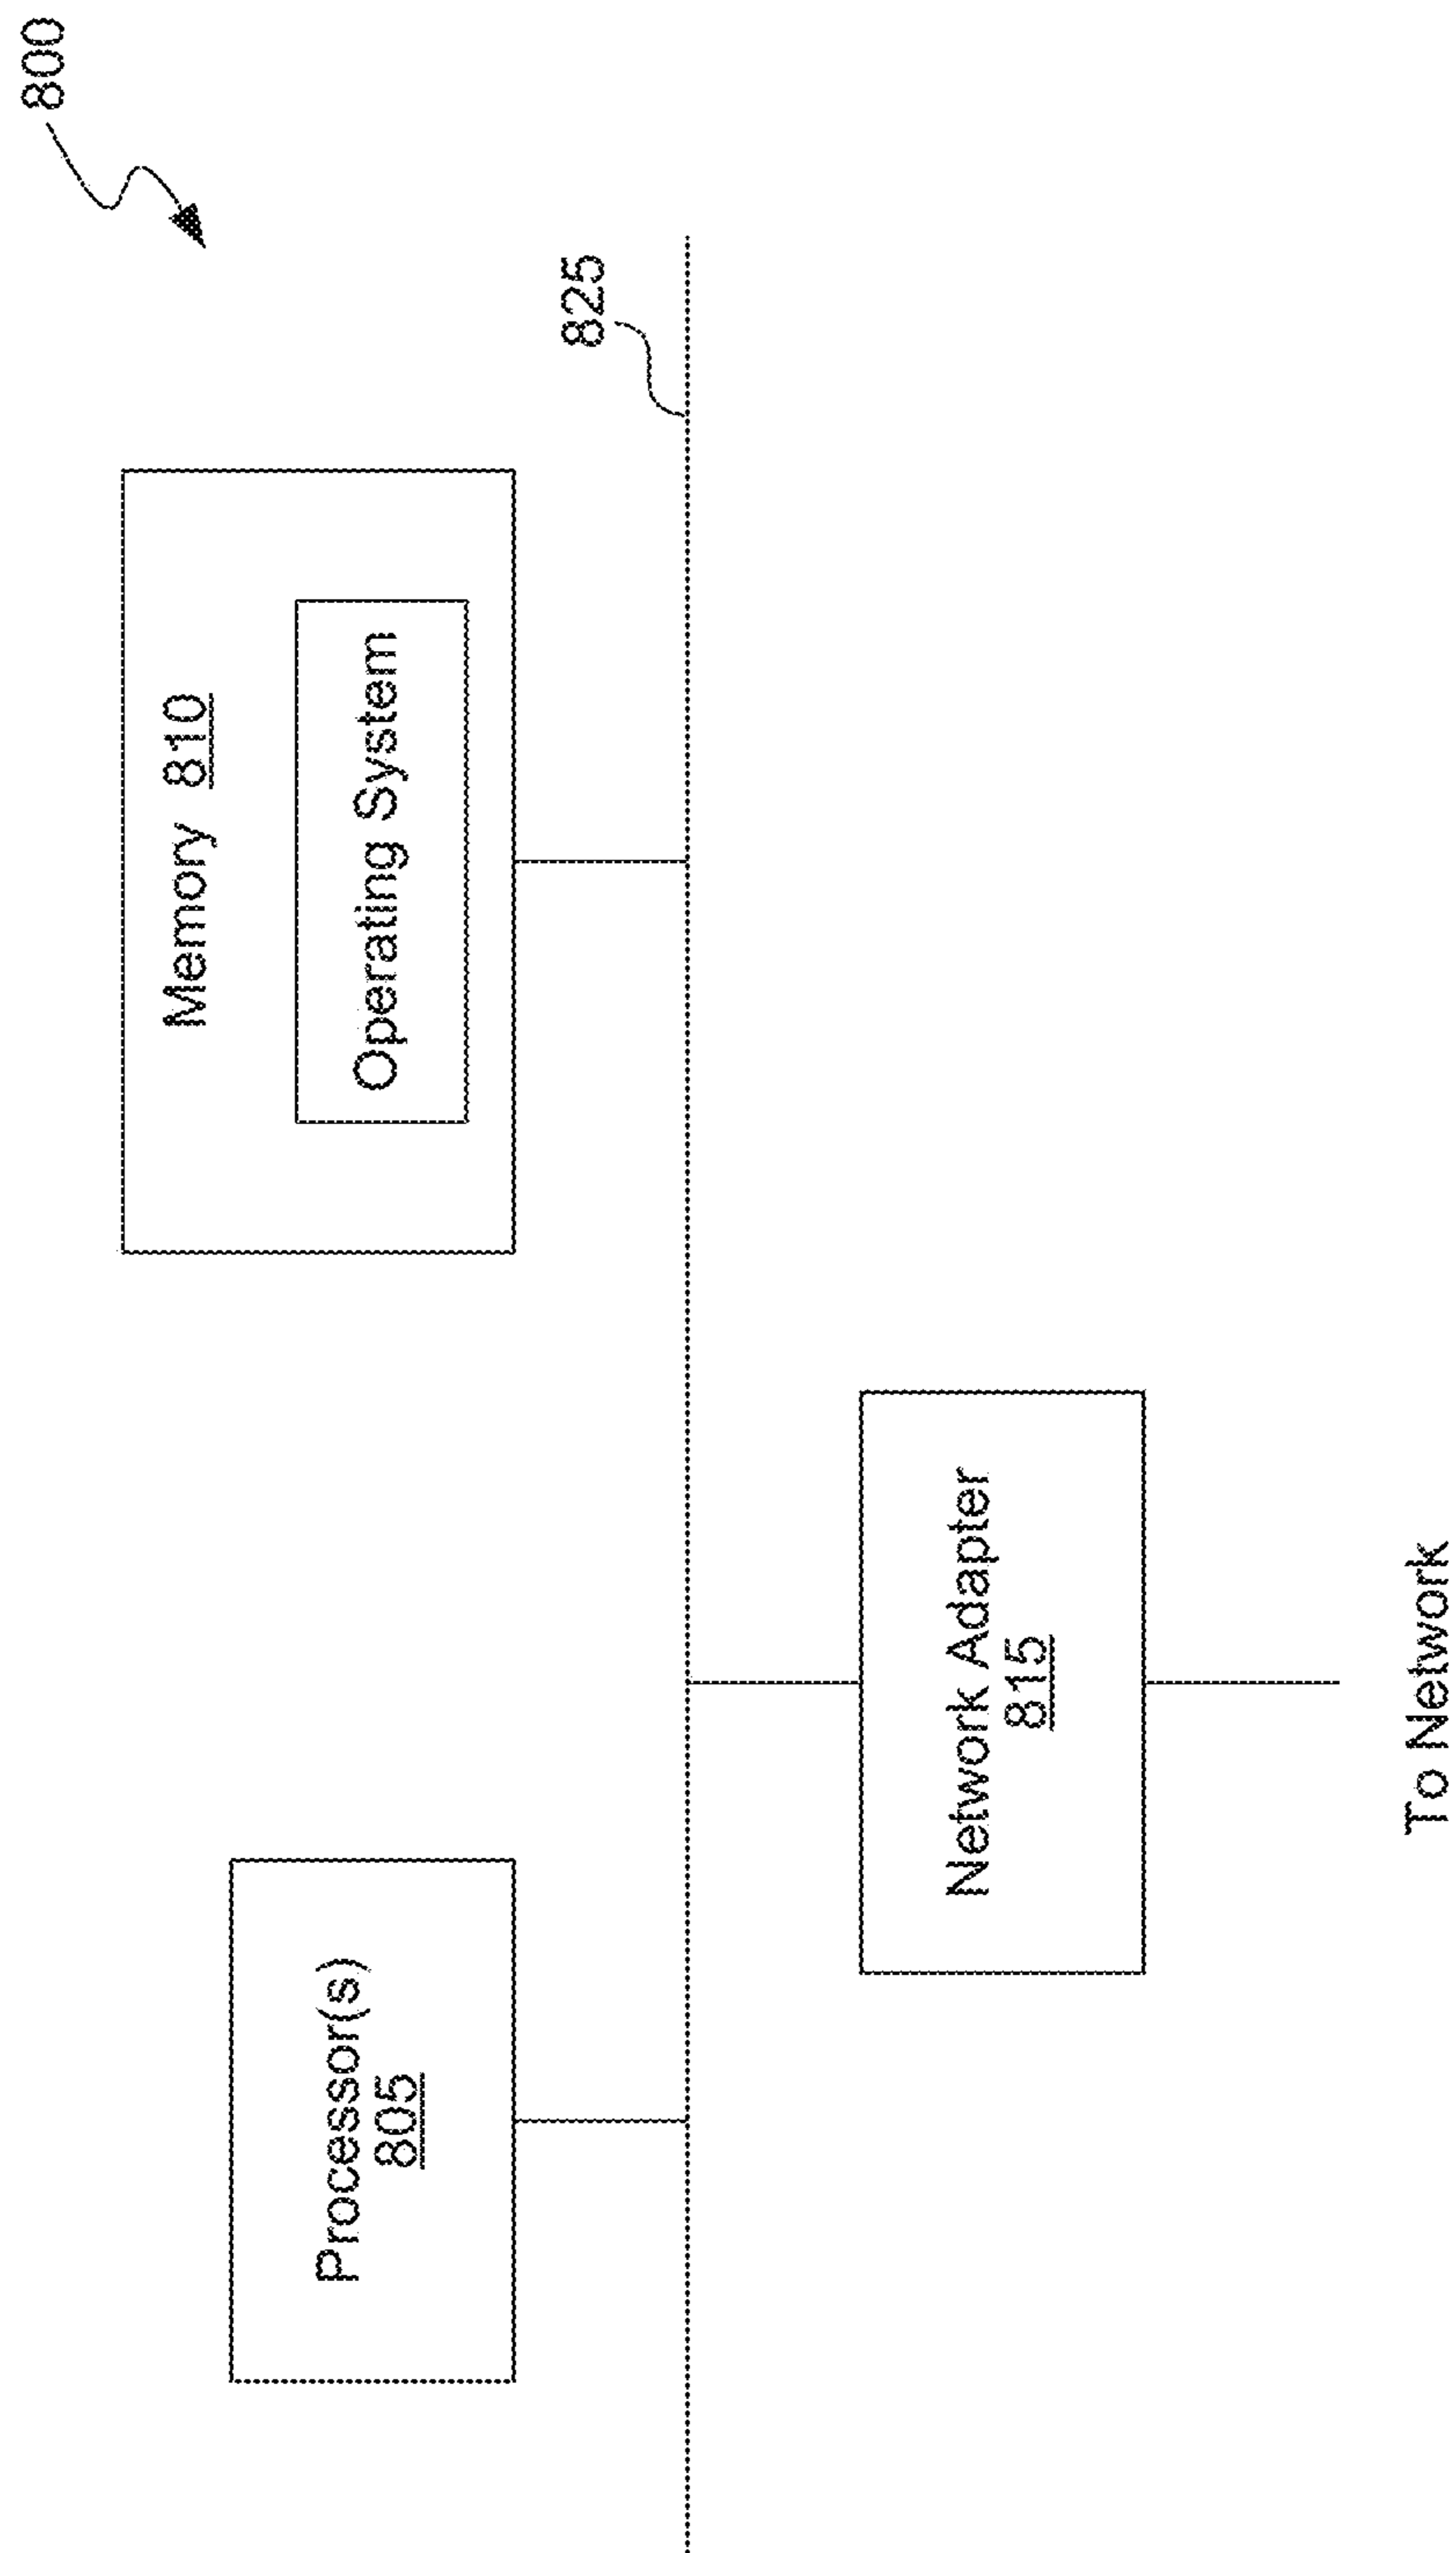 800
Processor(s)
805
Memory 810
Operating System
825
Network Adapter
815
To Network